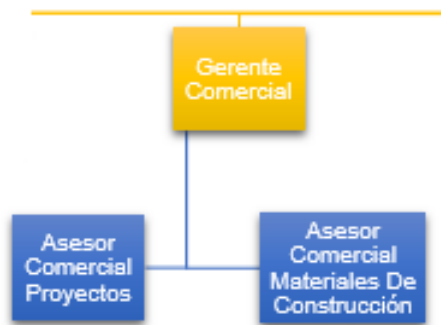 Gerente
Comercial
Asesor
Comercial
Proyectos
Asesor
Comercial
Materiales De
Construcción